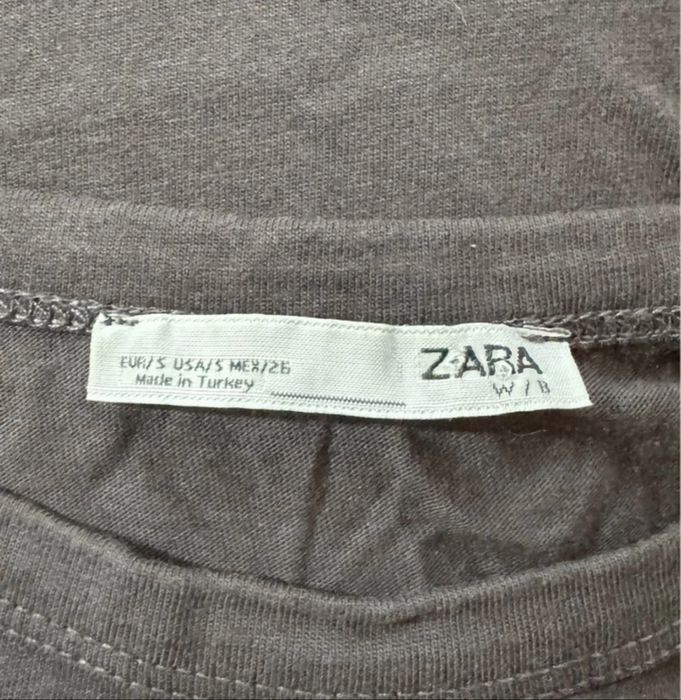 EUR/S USA/S MEX/26
Made in Turkey
ZARA
W / B